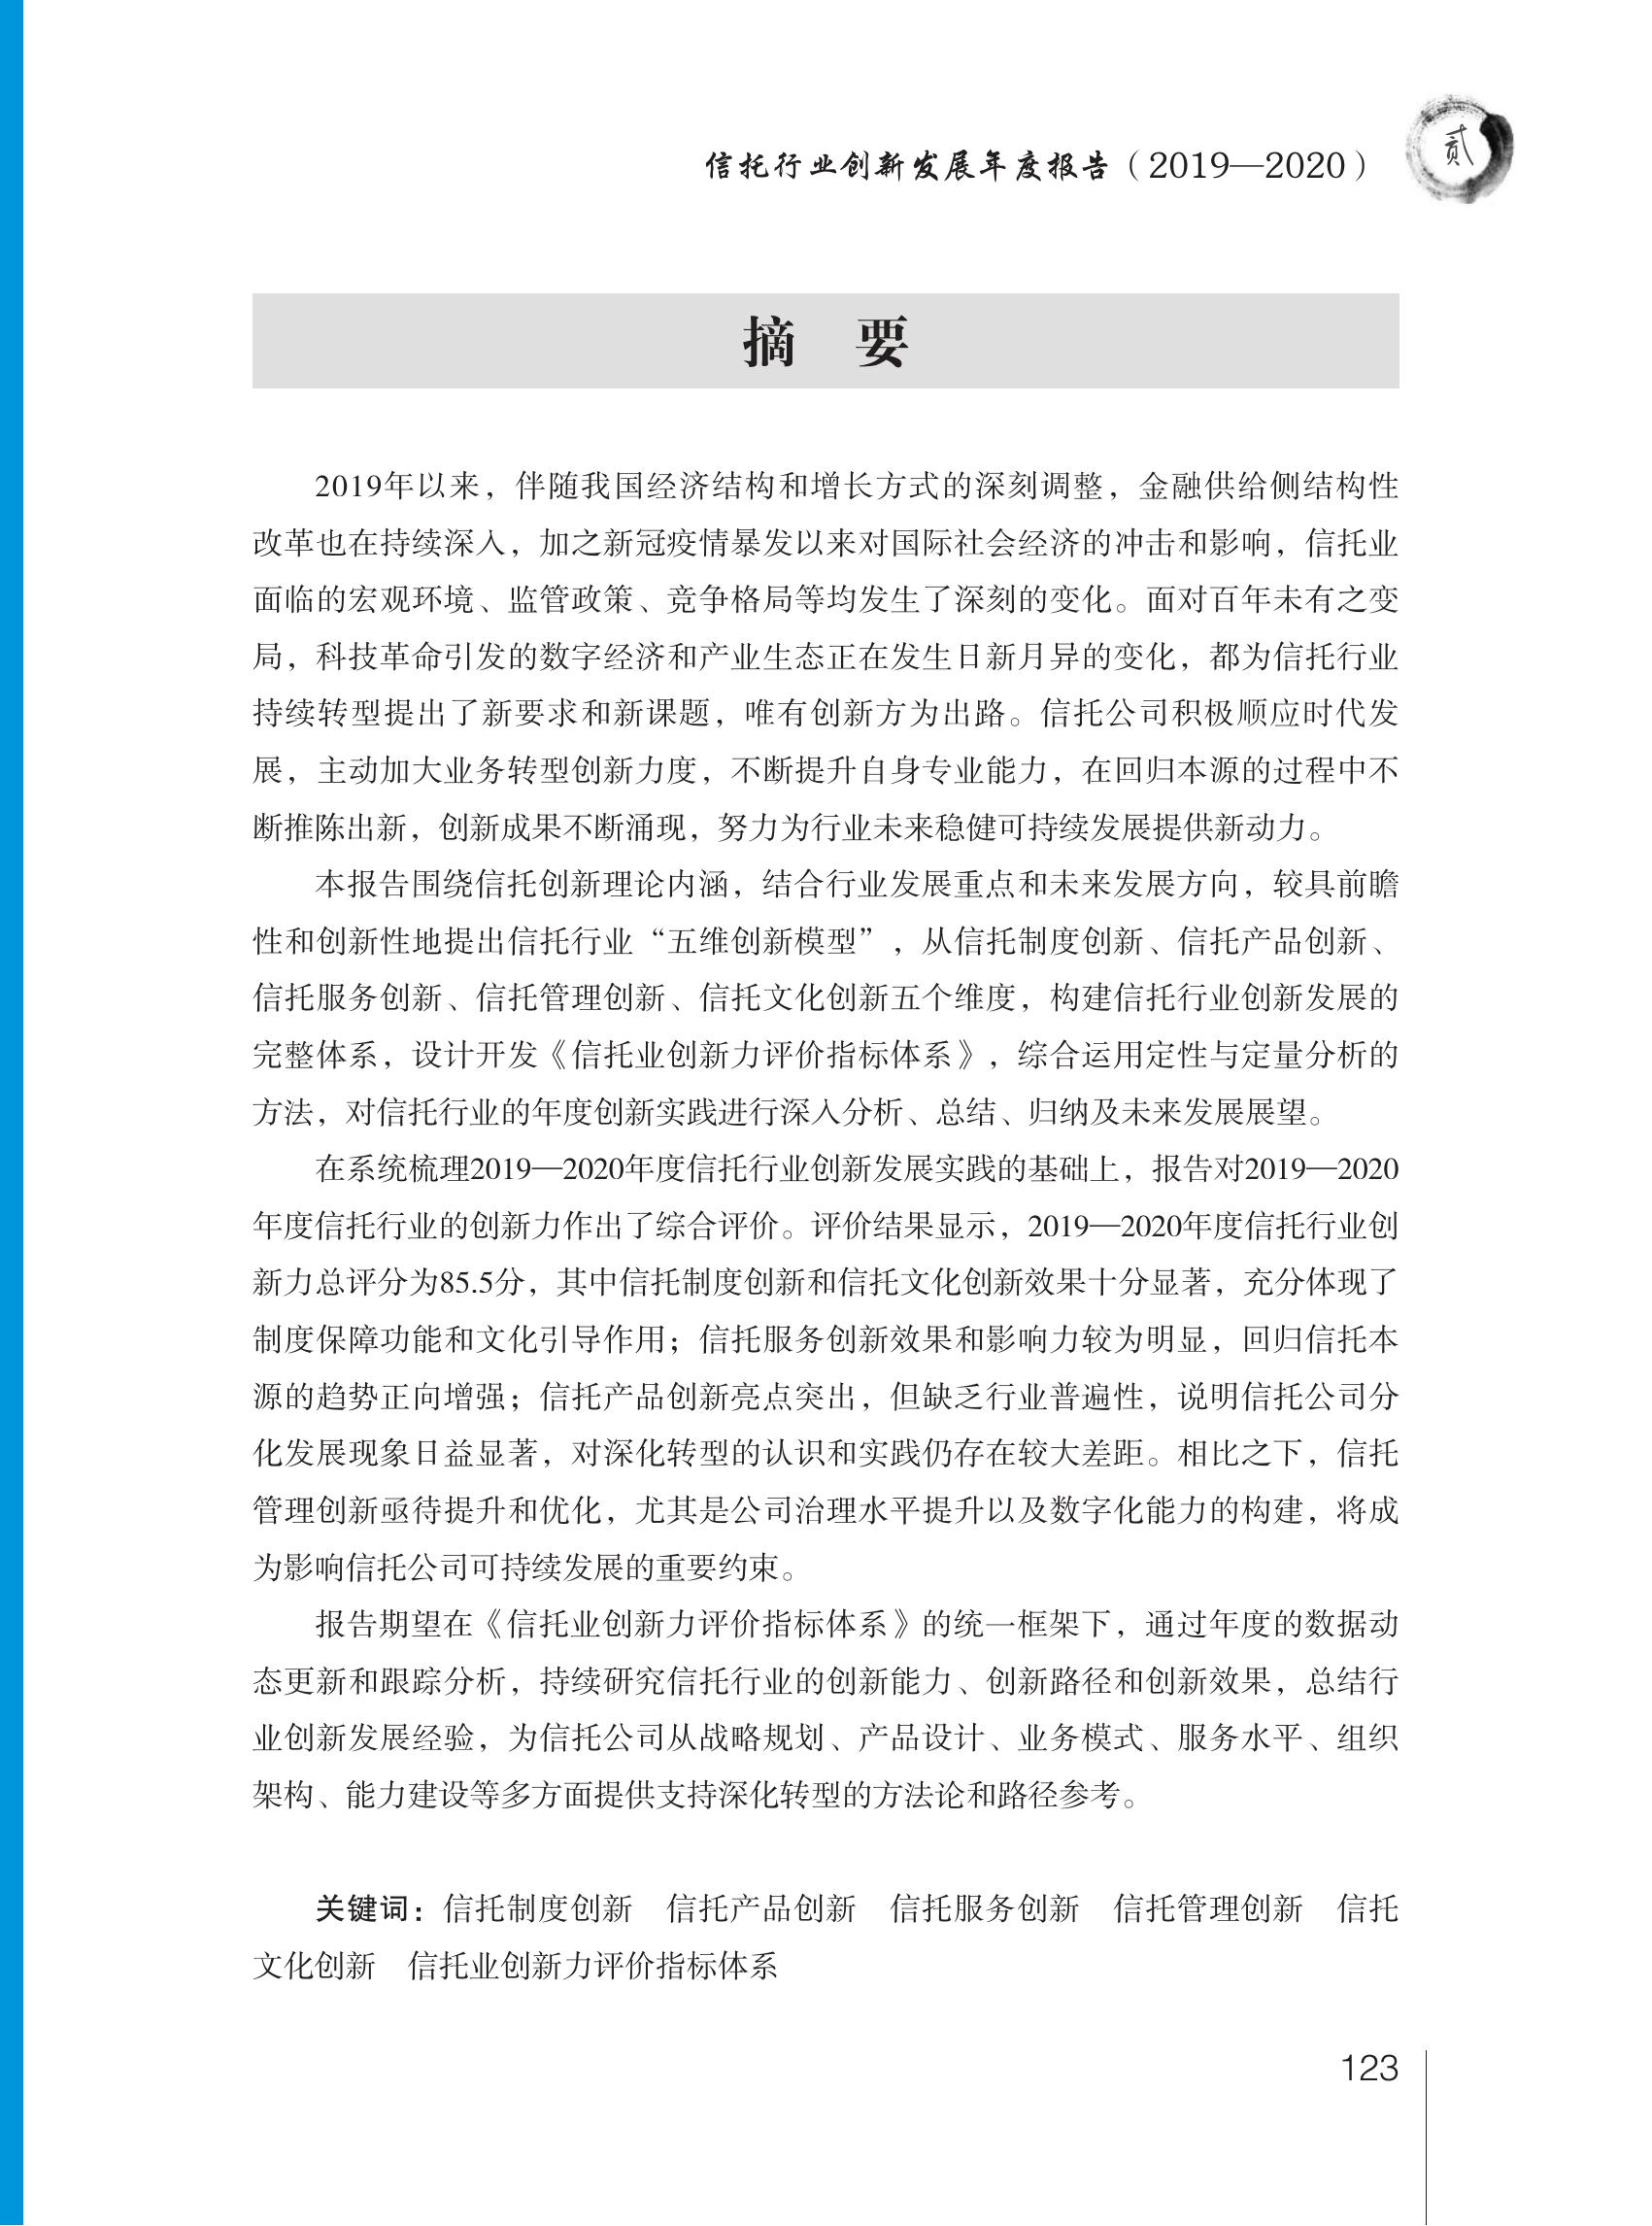 信托行业创新发展年度报告（2019—2020）
贰
摘 要
2019年以来，伴随我国经济结构和增长方式的深刻调整，金融供给侧结构性
改革也在持续深入，加之新冠疫情暴发以来对国际社会经济的冲击和影响，信托业
面临的宏观环境、监管政策、竞争格局等均发生了深刻的变化。面对百年未有之变
局，科技革命引发的数字经济和产业生态正在发生日新月异的变化，都为信托行业
持续转型提出了新要求和新课题，唯有创新方为出路。信托公司积极顺应时代发
展，主动加大业务转型创新力度，不断提升自身专业能力，在回归本源的过程中不
断推陈出新，创新成果不断涌现，努力为行业未来稳健可持续发展提供新动力。
本报告围绕信托创新理论内涵，结合行业发展重点和未来发展方向，较具前瞻
性和创新性地提出信托行业“五维创新模型”，从信托制度创新、信托产品创新、
信托服务创新、信托管理创新、信托文化创新五个维度，构建信托行业创新发展的
完整体系，设计开发《信托业创新力评价指标体系》，综合运用定性与定量分析的
方法，对信托行业的年度创新实践进行深入分析、总结、归纳及未来发展展望。
在系统梳理2019—2020年度信托行业创新发展实践的基础上，报告对2019—2020
年度信托行业的创新力作出了综合评价。评价结果显示，2019—2020年度信托行业创
新力总评分为85.5分，其中信托制度创新和信托文化创新效果十分显著，充分体现了
制度保障功能和文化引导作用；信托服务创新效果和影响力较为明显，回归信托本
源的趋势正向增强；信托产品创新亮点突出，但缺乏行业普遍性，说明信托公司分
化发展现象日益显著，对深化转型的认识和实践仍存在较大差距。相比之下，信托
管理创新亟待提升和优化，尤其是公司治理水平提升以及数字化能力的构建，将成
为影响信托公司可持续发展的重要约束。
报告期望在《信托业创新力评价指标体系》的统一框架下，通过年度的数据动
态更新和跟踪分析，持续研究信托行业的创新能力、创新路径和创新效果，总结行
业创新发展经验，为信托公司从战略规划、产品设计、业务模式、服务水平、组织
架构、能力建设等多方面提供支持深化转型的方法论和路径参考。
关键词：信托制度创新 信托产品创新 信托服务创新 信托管理创新 信托
文化创新 信托业创新力评价指标体系
123